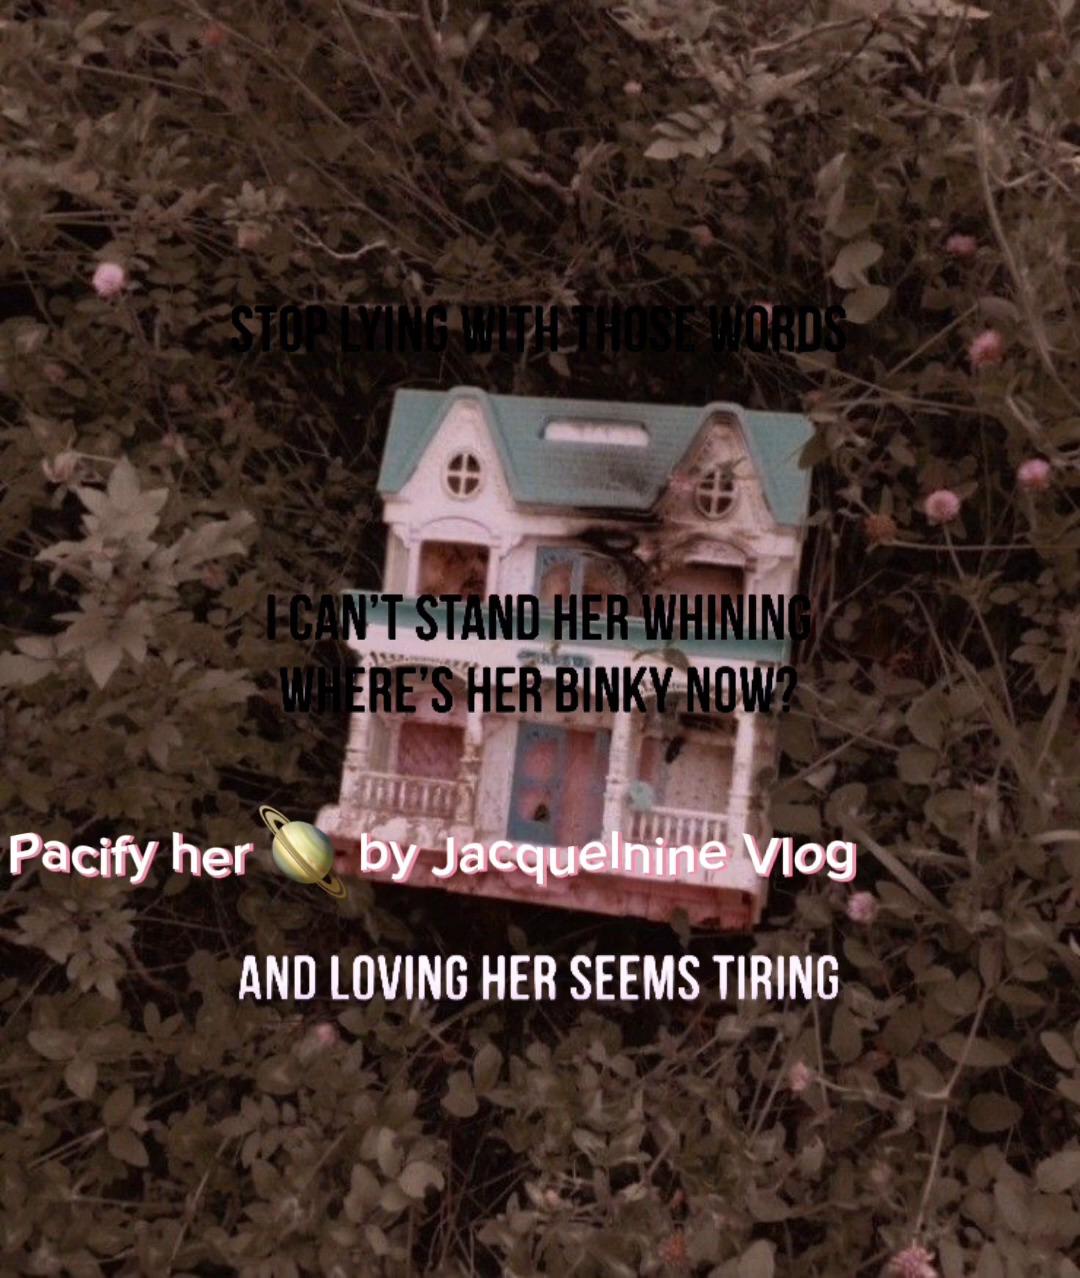 STOP LYING WITH THOSE WORDS
I CAN'T STAND HER WHINING
WHERE'S HER BINKY NOW?
Pacify her 🪐 by Jacquelnine Vlog
AND LOVING HER SEEMS TIRING